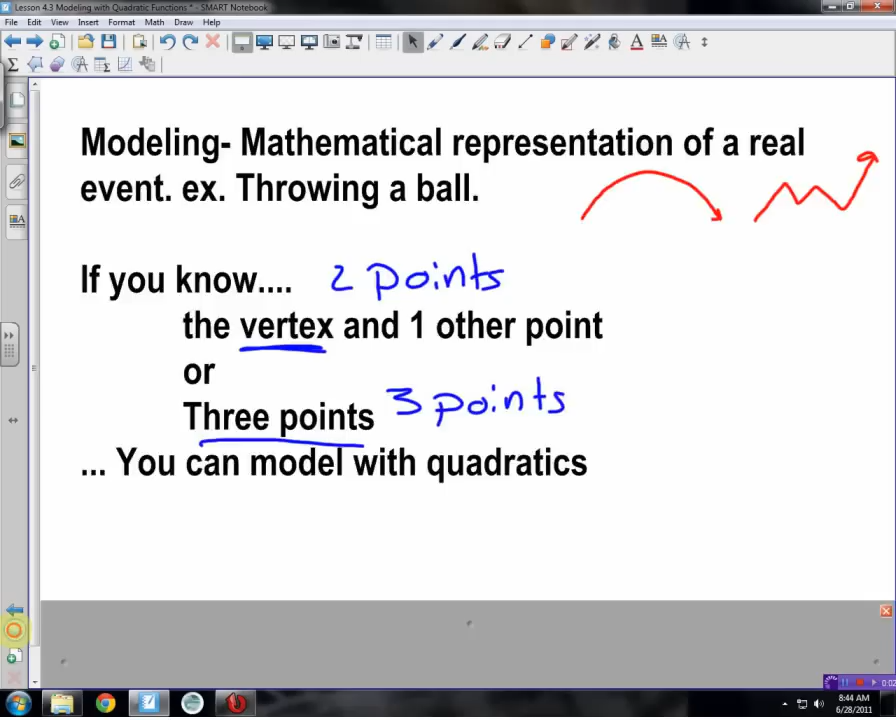 Lesson 4.3 Modeling with Quadratic Functions * - SMART Notebook
File Edit View Insert Format Math Draw Help
Modeling- Mathematical representation of a real
event. ex. Throwing a ball.
If you know.... 2 points
the vertex and 1 other point
or
Three points 3 points
... You can model with quadratics
0:02
8:44 AM
6/28/2011